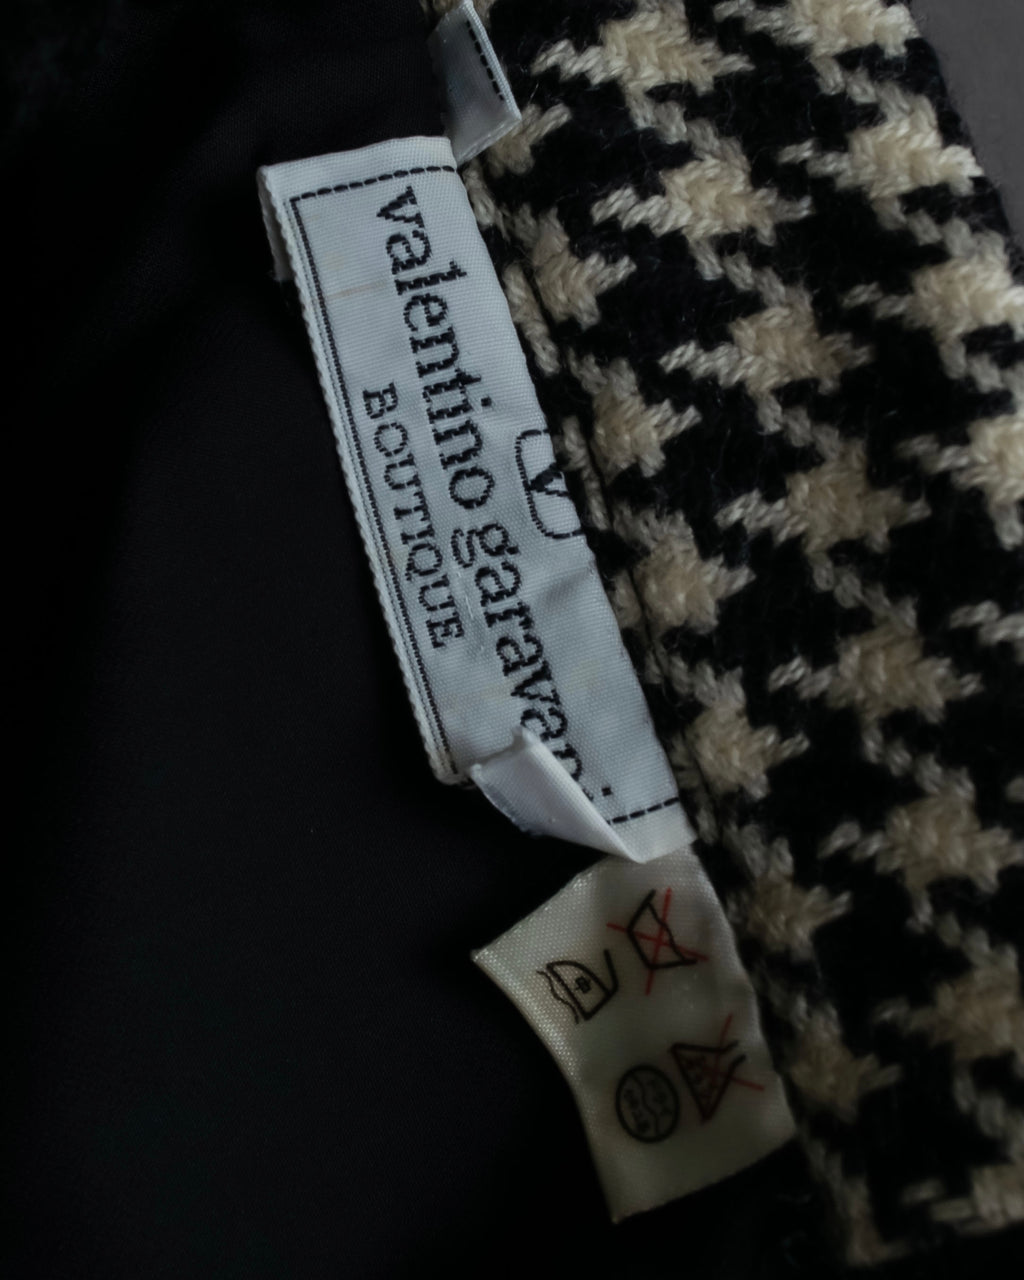 V
valentino garavani
BOUTIQUE